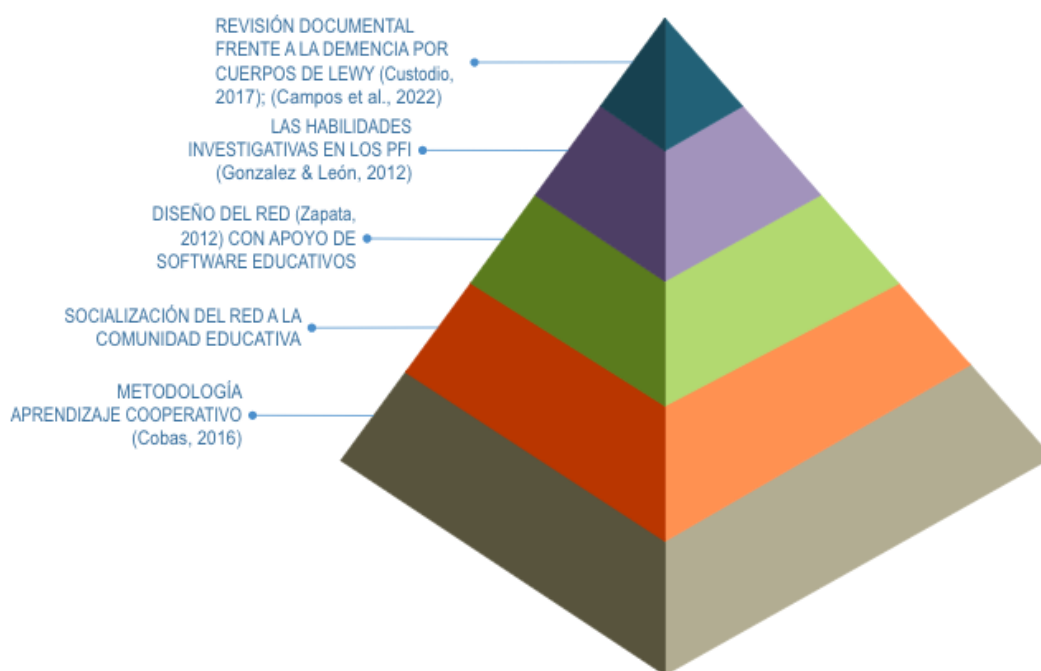 REVISIÓN DOCUMENTAL
FRENTE A LA DEMENCIA POR
CUERPOS DE LEWY (Custodio,
2017); (Campos et al., 2022)
LAS HABILIDADES
INVESTIGATIVAS EN LOS PFI
(Gonzalez & León, 2012)
DISEÑO DEL RED (Zapata,
2012) CON APOYO DE
SOFTWARE EDUCATIVOS
SOCIALIZACIÓN DEL RED A LA
COMUNIDAD EDUCATIVA
METODOLOGÍA
APRENDIZAJE COOPERATIVO
(Cobas, 2016)